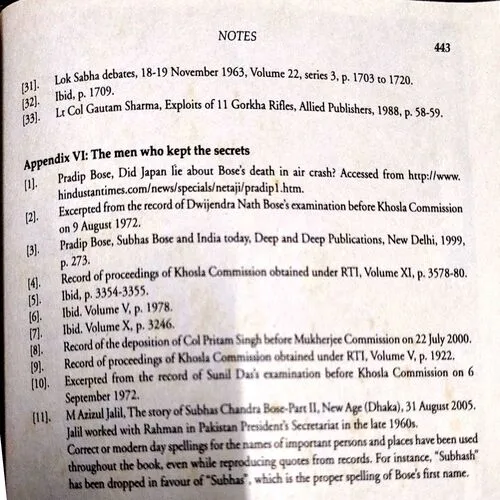 NOTES
443
[31]. Lok Sabha debates, 18-19 November 1963, Volume 22, series 3, p. 1703 to 1720.
[32]. Ibid, p. 1709.
[33]. Lt Col Gautam Sharma, Exploits of 11 Gorkha Rifles, Allied Publishers, 1988, p. 58-59.
Appendix VI: The men who kept the secrets
[1]. Pradip Bose, Did Japan lie about Bose's death in air crash? Accessed from http://www.
hindustantimes.com/news/specials/netaji/pradip1.htm.
[2]. Excerpted from the record of Dwijendra Nath Bose's examination before Khosla Commission
on 9 August 1972.
[3]. Pradip Bose, Subhas Bose and India today, Deep and Deep Publications, New Delhi, 1999,
p. 273.
[4]. Record of proceedings of Khosla Commission obtained under RTI, Volume XI, p. 3578-80.
[5]. Ibid, p. 3354-3355.
[6]. Ibid. Volume V, p. 1978.
[7]. Ibid. Volume X, p. 3246.
[8]. Record of the deposition of Col Pritam Singh before Mukherjee Commission on 22 July 2000.
[9]. Record of proceedings of Khosla Commission obtained under RTI, Volume V, p. 1922.
[10]. Excerpted from the record of Sunil Das's examination before Khosla Commission on 6
September 1972.
[11]. M Azizul Jalil, The story of Subhas Chandra Bose-Part II, New Age (Dhaka), 31 August 2005.
Jalil worked with Rahman in Pakistan President's Secretariat in the late 1960s.
Correct or modern day spellings for the names of important persons and places have been used
throughout the book, even while reproducing quotes from records. For instance, "Subhash"
has been dropped in favour of "Subhas", which is the proper spelling of Bose's first name.